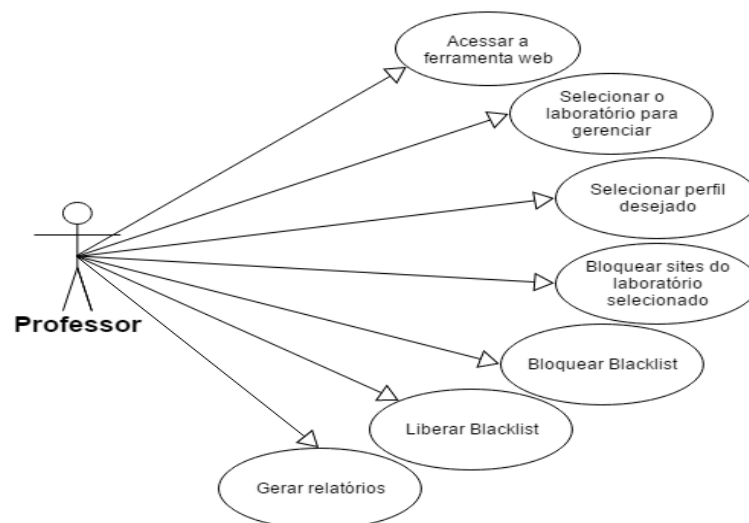 Acessar a
ferramenta web
Selecionar o
laboratório para
gerenciar
Selecionar perfil
desejado
Bloquear sites do
laboratório
selecionado
Professor
Bloquear Blacklist
Liberar Blacklist
Gerar relatórios